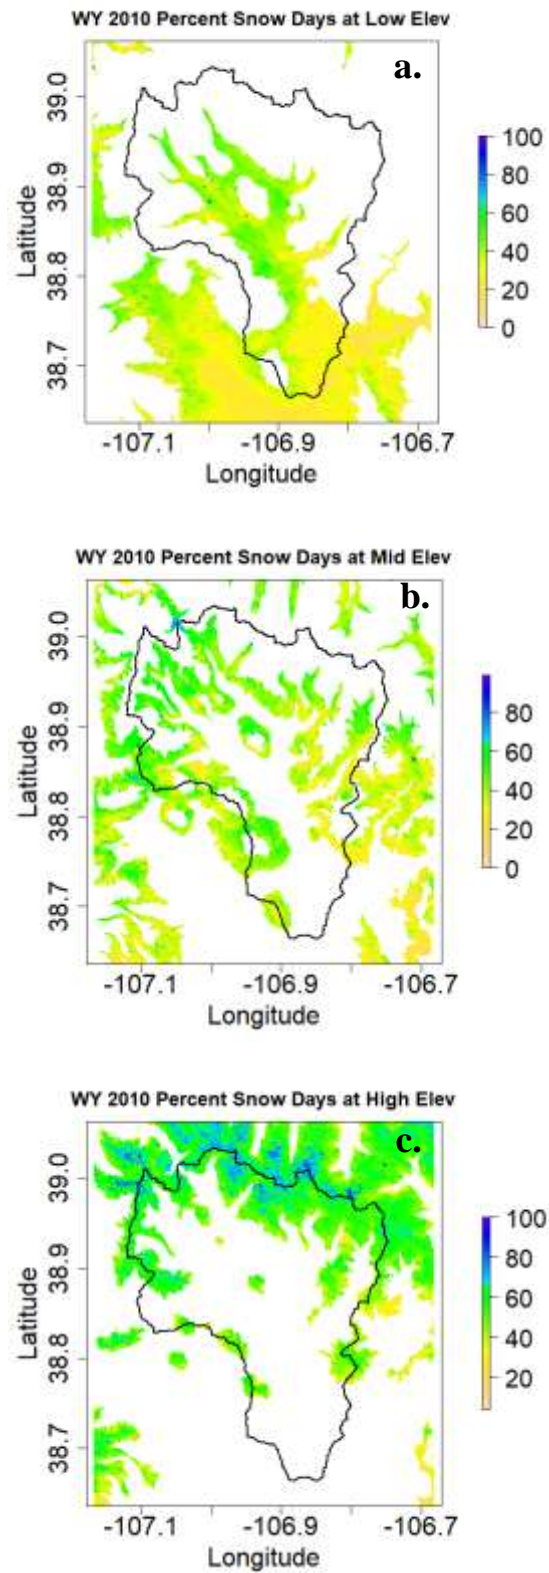 WY 2010 Percent Snow Days at Low Elev
a.
39.0
38.9
38.8
38.7
Latitude
100
80
60
40
20
0
-107.1 -106.9 -106.7
Longitude
WY 2010 Percent Snow Days at Mid Elev
b.
39.0
38.9
38.8
38.7
Latitude
80
60
40
20
0
-107.1 -106.9 -106.7
Longitude
WY 2010 Percent Snow Days at High Elev
c.
39.0
38.9
38.8
38.7
Latitude
100
80
60
40
20
-107.1 -106.9 -106.7
Longitude